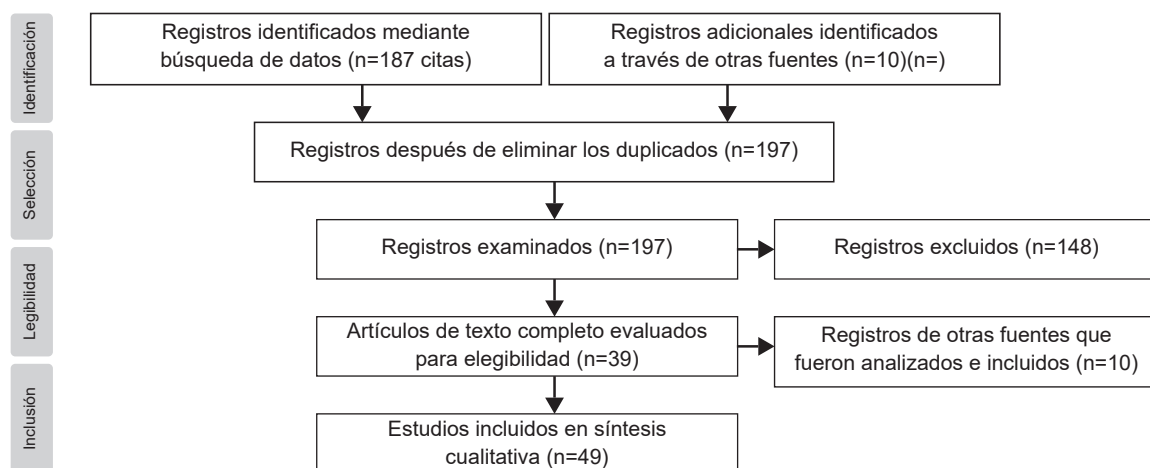 Identificación
Registros identificados mediante
búsqueda de datos (n=187 citas)
Registros adicionales identificados
a través de otras fuentes (n=10)(n=)
Selección
Registros después de eliminar los duplicados (n=197)
Registros examinados (n=197)
Registros excluidos (n=148)
Legibilidad
Artículos de texto completo evaluados
para elegibilidad (n=39)
Registros de otras fuentes que
fueron analizados e incluidos (n=10)
Inclusión
Estudios incluidos en síntesis
cualitativa (n=49)